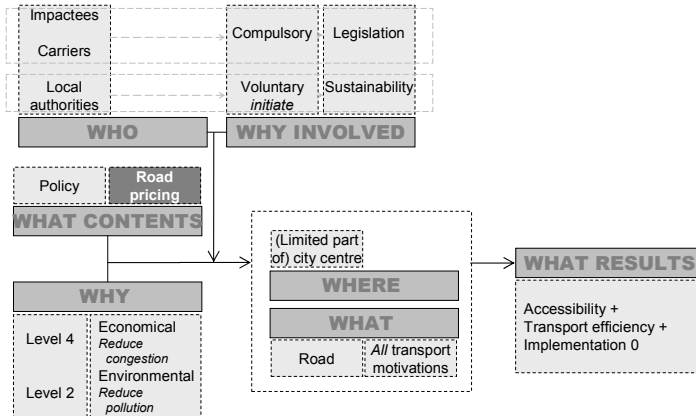 Impactees
Compulsory
Legislation
Carriers
Local
authorities
Voluntary
initiate
Sustainability
WHO
WHY INVOLVED
Policy
Road
pricing
WHAT CONTENTS
(Limited part
of) city centre
WHERE
WHAT RESULTS
WHY
WHAT
Accessibility +
Transport efficiency +
Implementation 0
Level 4
Economical
Reduce
congestion
Road
All transport
motivations
Level 2
Environmental
Reduce
pollution